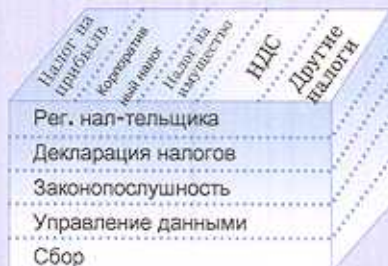 Налог на
прибыль
Корпоратив
ный налог
Налог на
имущество
НДС
Другие
налоги
Рег. нал-тельщика
Декларация налогов
Законопослушность
Управление данными
Сбор